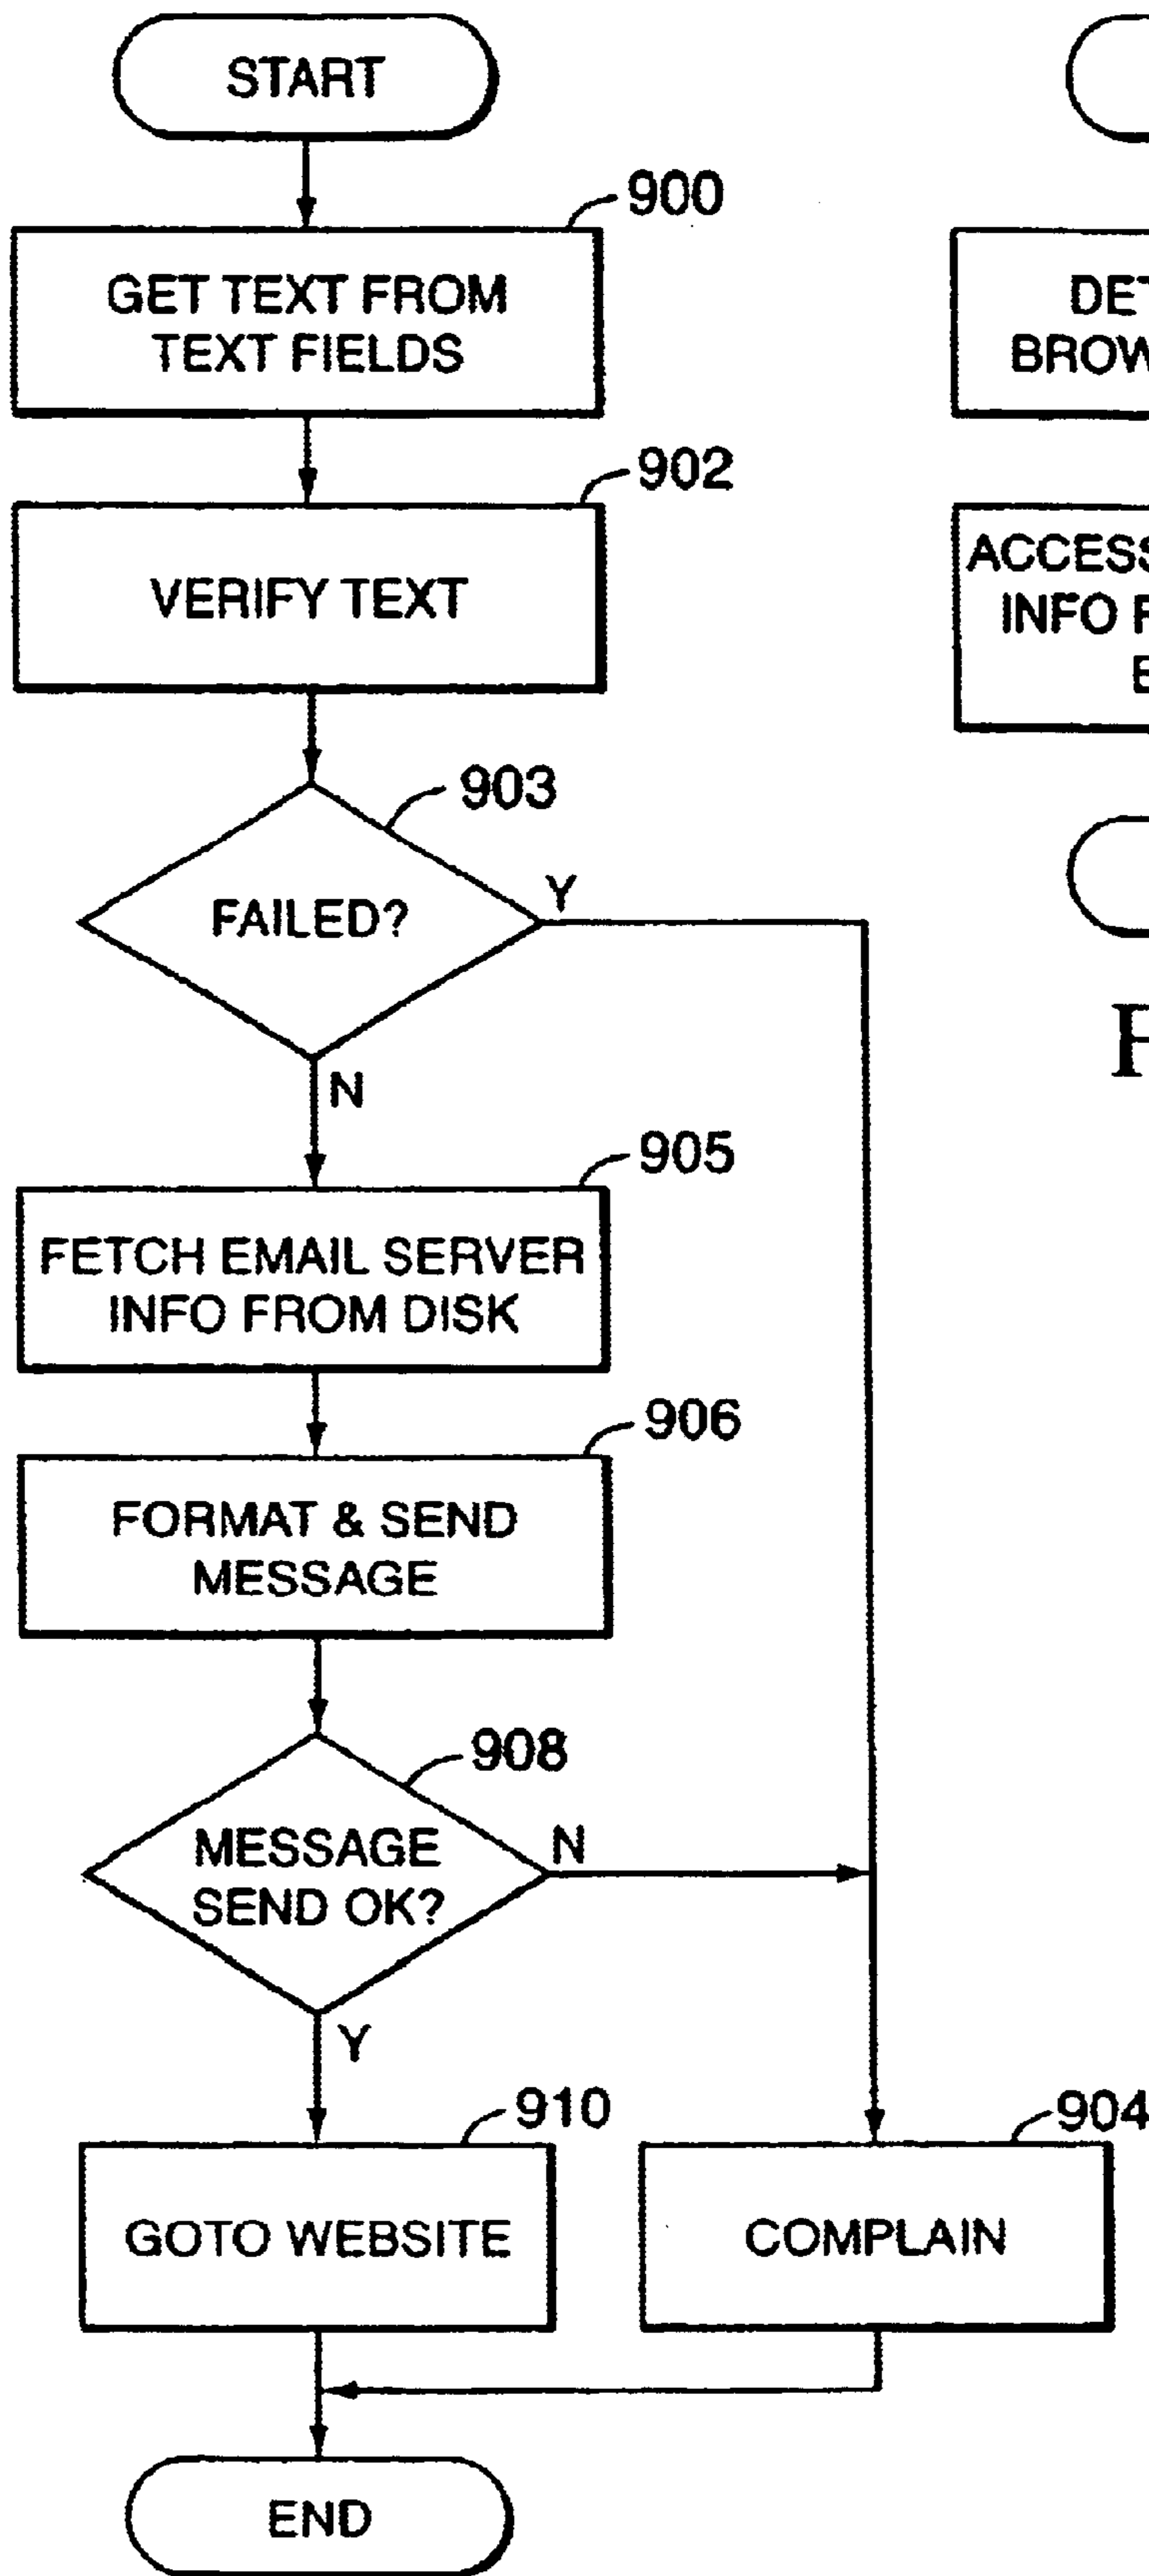 START
900
GET TEXT FROM
TEXT FIELDS
902
VERIFY TEXT
903
FAILED?
Y
N
905
FETCH EMAIL SERVER
INFO FROM DISK
906
FORMAT & SEND
MESSAGE
908
MESSAGE
SEND OK?
N
Y
910
GOTO WEBSITE
904
COMPLAIN
END
INFO